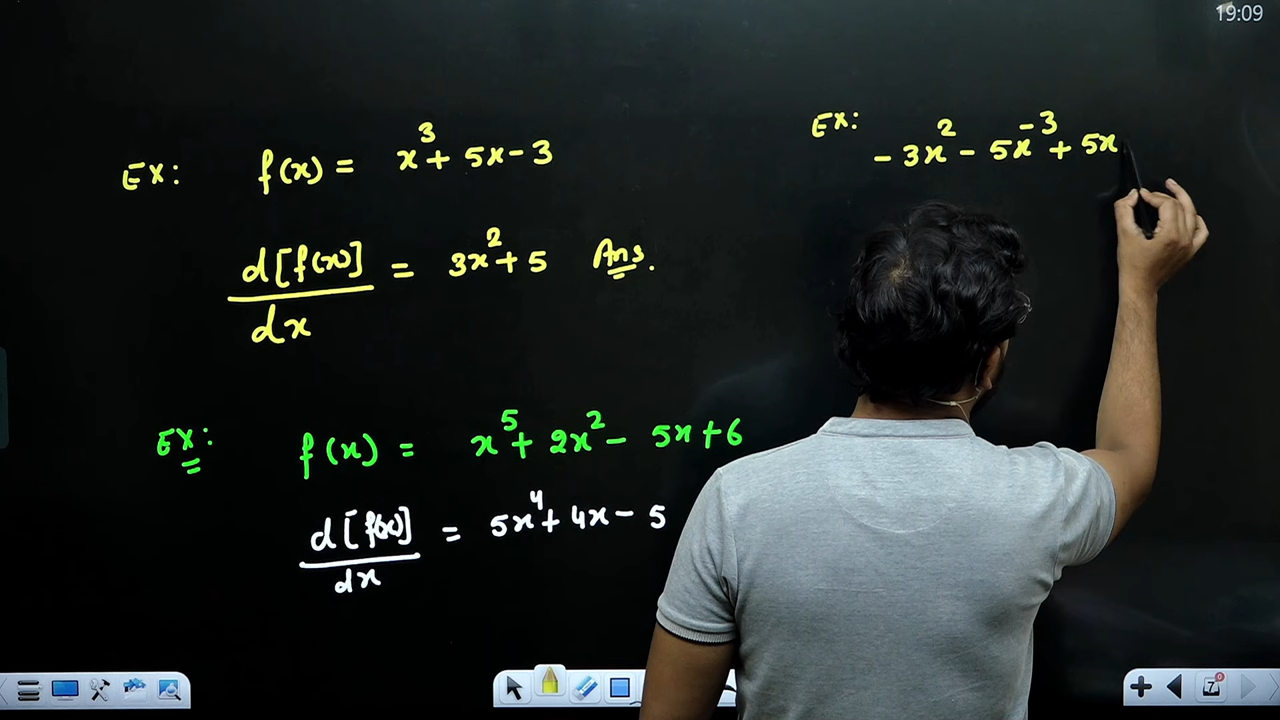 19:09
Ex: f(x) = x³ + 5x - 3
d[f(x)]/dx = 3x² + 5 Ans.
Ex: f(x) = x⁵ + 2x² - 5x + 6
d[f(x)]/dx = 5x⁴ + 4x - 5
Ex: -3x² - 5x⁻³ + 5x
7